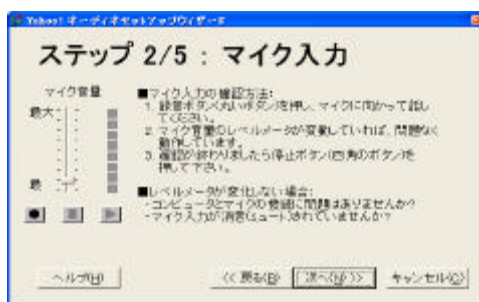 Yahoo! オーディオセットアップウィザード
ステップ 2/5 : マイク入力
マイク音量
最大
最
■マイク入力の確認方法:
1. 録音ボタン(丸いボタン)を押し、マイクに向かって話し
てください。
2. マイク音量のレベルメータが変動していれば、問題なく
動作しています。
3. 確認が終わりましたら停止ボタン(四角のボタン)を
押して下さい。
■レベルメータが変化しない場合:
-コンピュータとマイクの接続に問題はありませんか?
-マイク入力が消音(ミュート)されていませんか?
ヘルプ(H)
<< 戻る(B)
次へ(N) >>
キャンセル(C)